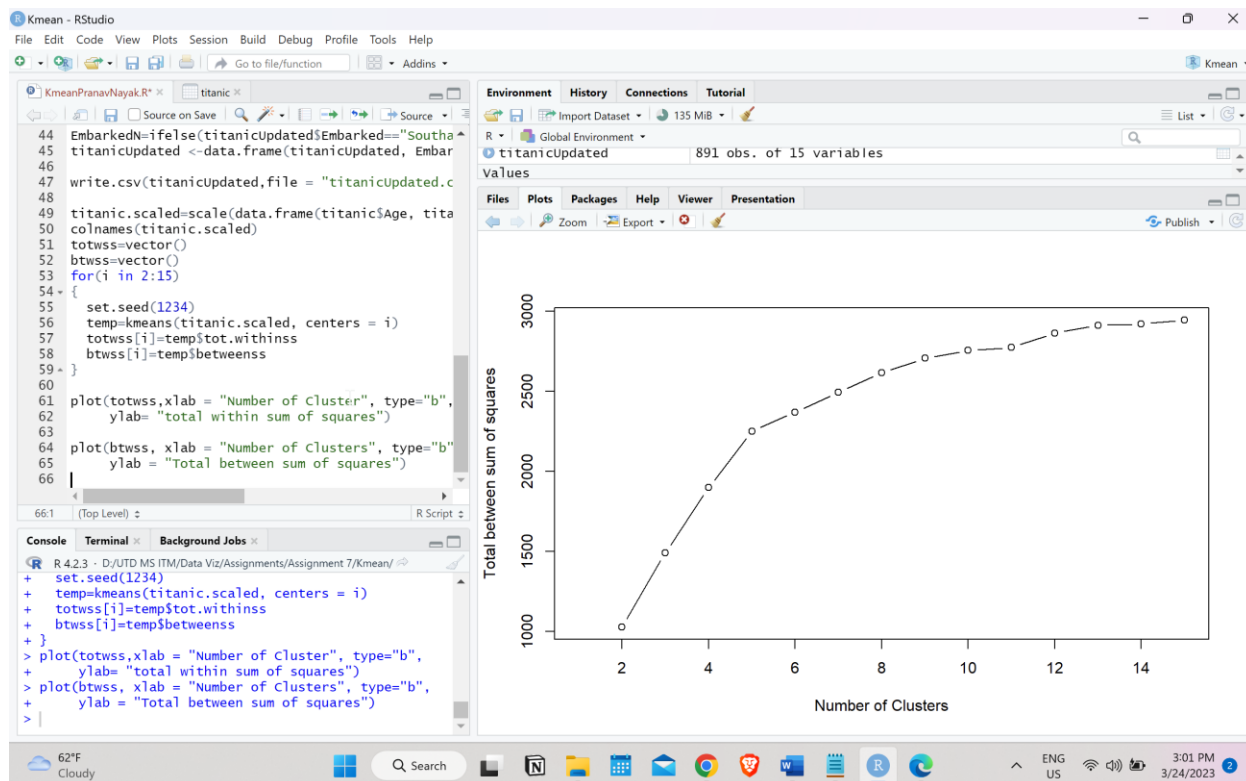 Kmean - RStudio
File Edit Code View Plots Session Build Debug Profile Tools Help
Go to file/function Addins
Kmean
KmeanPranavNayak.R* titanic
Source on Save Source
44 EmbarkedN=ifelse(titanicUpdated$Embarked=="Southa
45 titanicUpdated <-data.frame(titanicUpdated, Embar
46
47 write.csv(titanicUpdated,file = "titanicUpdated.c
48
49 titanic.scaled=scale(data.frame(titanic$Age, tita
50 colnames(titanic.scaled)
51 totwss=vector()
52 btwss=vector()
53 for(i in 2:15)
54 {
55 set.seed(1234)
56 temp=kmeans(titanic.scaled, centers = i)
57 totwss[i]=temp$tot.withinss
58 btwss[i]=temp$betweenss
59 }
60
61 plot(totwss,xlab = "Number of Cluster", type="b",
62 ylab= "total within sum of squares")
63
64 plot(btwss, xlab = "Number of Clusters", type="b"
65 ylab = "Total between sum of squares")
66
66:1 (Top Level) R Script
Console Terminal Background Jobs
R 4.2.3 · D:/UTD MS ITM/Data Viz/Assignments/Assignment 7/Kmean/
+ set.seed(1234)
+ temp=kmeans(titanic.scaled, centers = i)
+ totwss[i]=temp$tot.withinss
+ btwss[i]=temp$betweenss
+ }
> plot(totwss,xlab = "Number of Cluster", type="b",
+ ylab= "total within sum of squares")
> plot(btwss, xlab = "Number of Clusters", type="b",
+ ylab = "Total between sum of squares")
>
Environment History Connections Tutorial
Import Dataset 135 MiB List
R Global Environment
titanicUpdated 891 obs. of 15 variables
Values
Files Plots Packages Help Viewer Presentation
Zoom Export Publish
Total between sum of squares
3000
2500
2000
1500
1000
2 4 6 8 10 12 14
Number of Clusters
62°F
Cloudy
Search
ENG
US
3:01 PM
3/24/2023
2